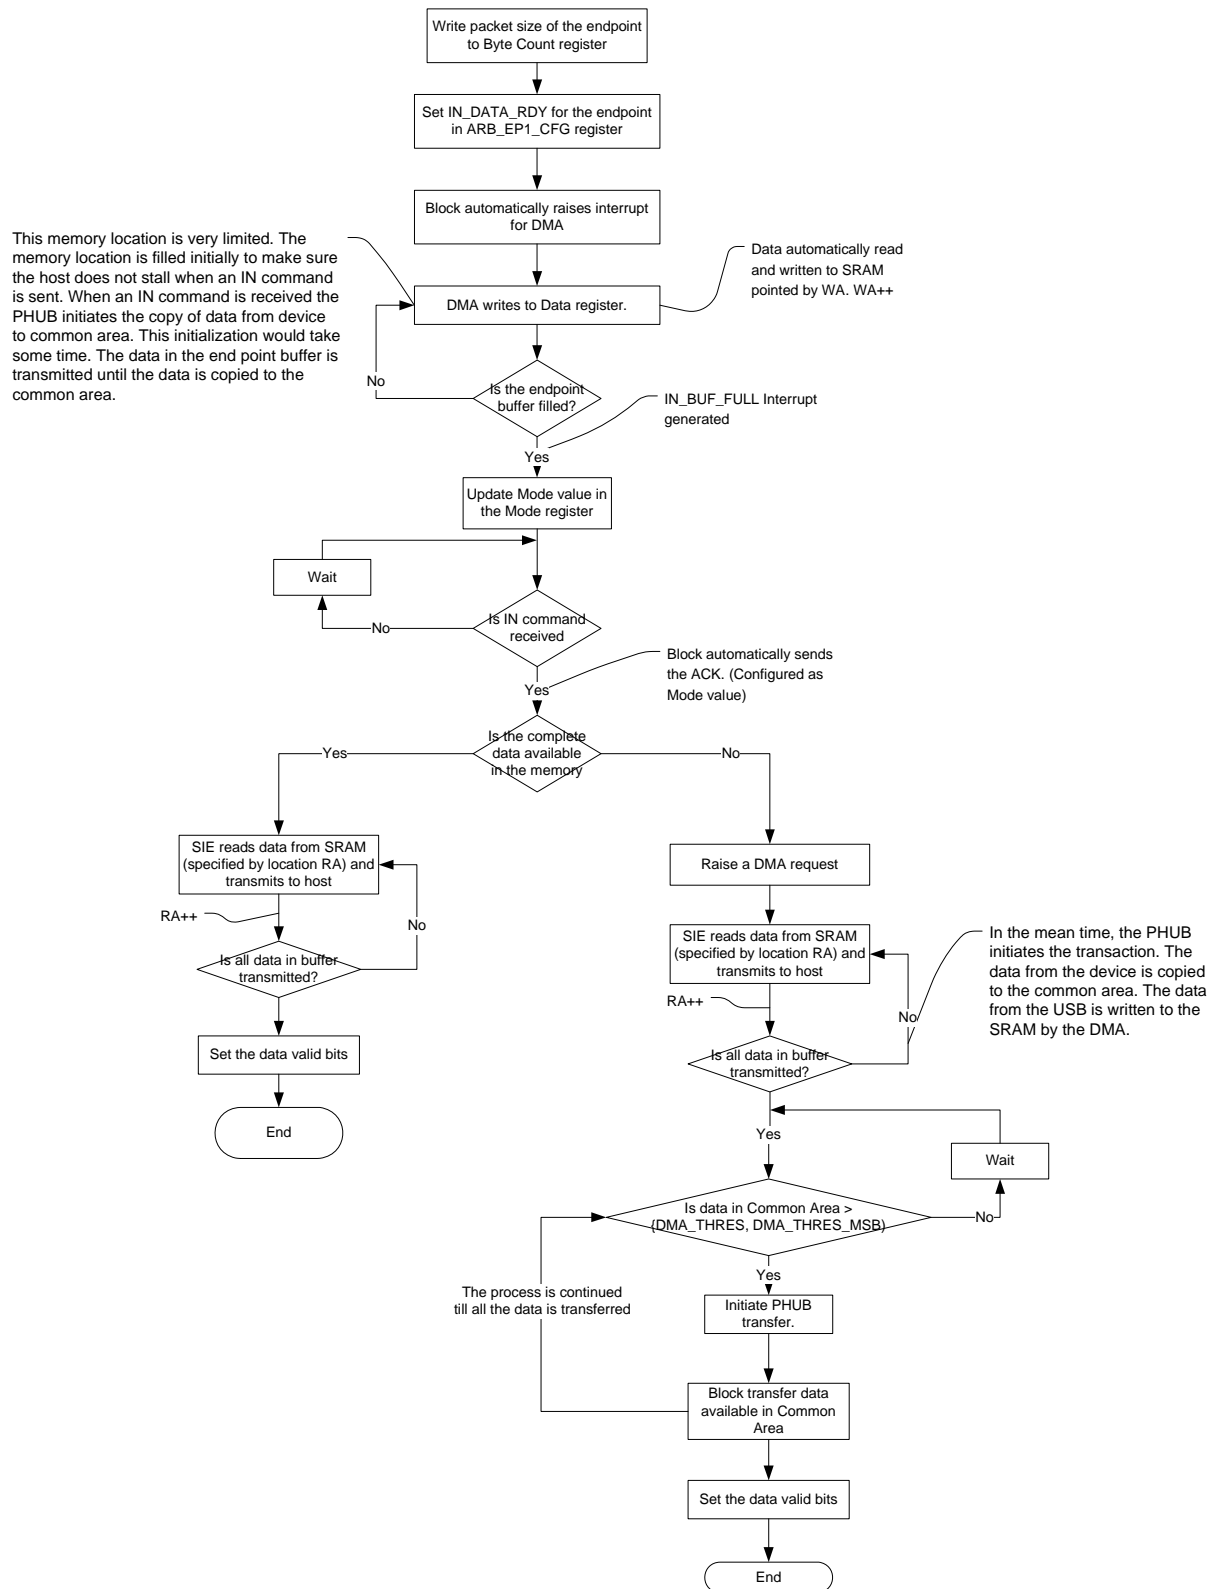 Write packet size of the endpoint
to Byte Count register
Set IN_DATA_RDY for the endpoint
in ARB_EP1_CFG register
Block automatically raises interrupt
for DMA
This memory location is very limited. The
memory location is filled initially to make sure
the host does not stall when an IN command
is sent. When an IN command is received the
PHUB initiates the copy of data from device
to common area. This initialization would take
some time. The data in the end point buffer is
transmitted until the data is copied to the
common area.
Data automatically read
and written to SRAM
pointed by WA. WA++
DMA writes to Data register.
No
Is the endpoint
buffer filled?
IN_BUF_FULL Interrupt
generated
Yes
Update Mode value in
the Mode register
Wait
Is IN command
received
No
Block automatically sends
the ACK. (Configured as
Mode value)
Yes
Is the complete
data available
in the memory
Yes
No
SIE reads data from SRAM
(specified by location RA) and
transmits to host
RA++
No
Is all data in buffer
transmitted?
Set the data valid bits
End
Raise a DMA request
SIE reads data from SRAM
(specified by location RA) and
transmits to host
In the mean time, the PHUB
initiates the transaction. The
data from the device is copied
to the common area. The data
from the USB is written to the
SRAM by the DMA.
RA++
No
Is all data in buffer
transmitted?
Yes
Wait
Is data in Common Area >
(DMA_THRES, DMA_THRES_MSB)
No
Yes
The process is continued
till all the data is transferred
Initiate PHUB
transfer.
Block transfer data
available in Common
Area
Set the data valid bits
End